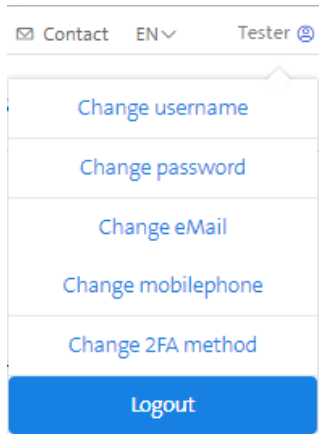 Contact EN Tester
Change username
Change password
Change eMail
Change mobilephone
Change 2FA method
Logout